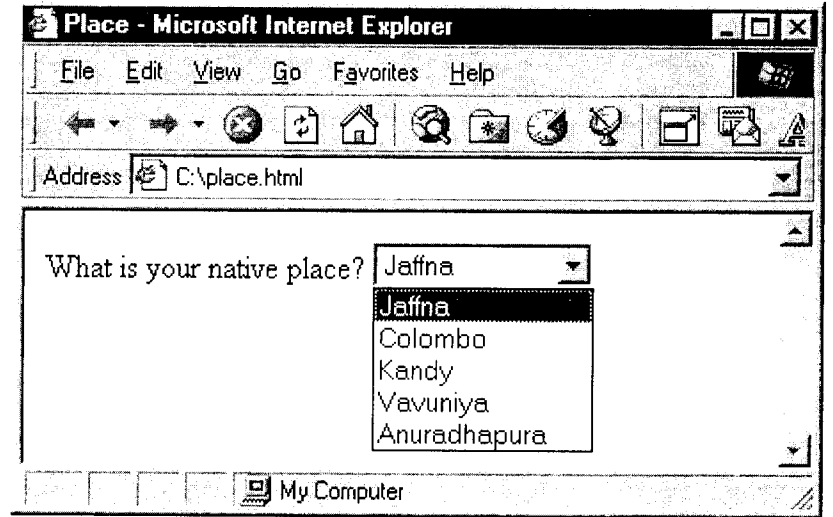 Place - Microsoft Internet Explorer
File Edit View Go Favorites Help
Address C:\place.html
What is your native place? Jaffna
Jaffna
Colombo
Kandy
Vavuniya
Anuradhapura
My Computer